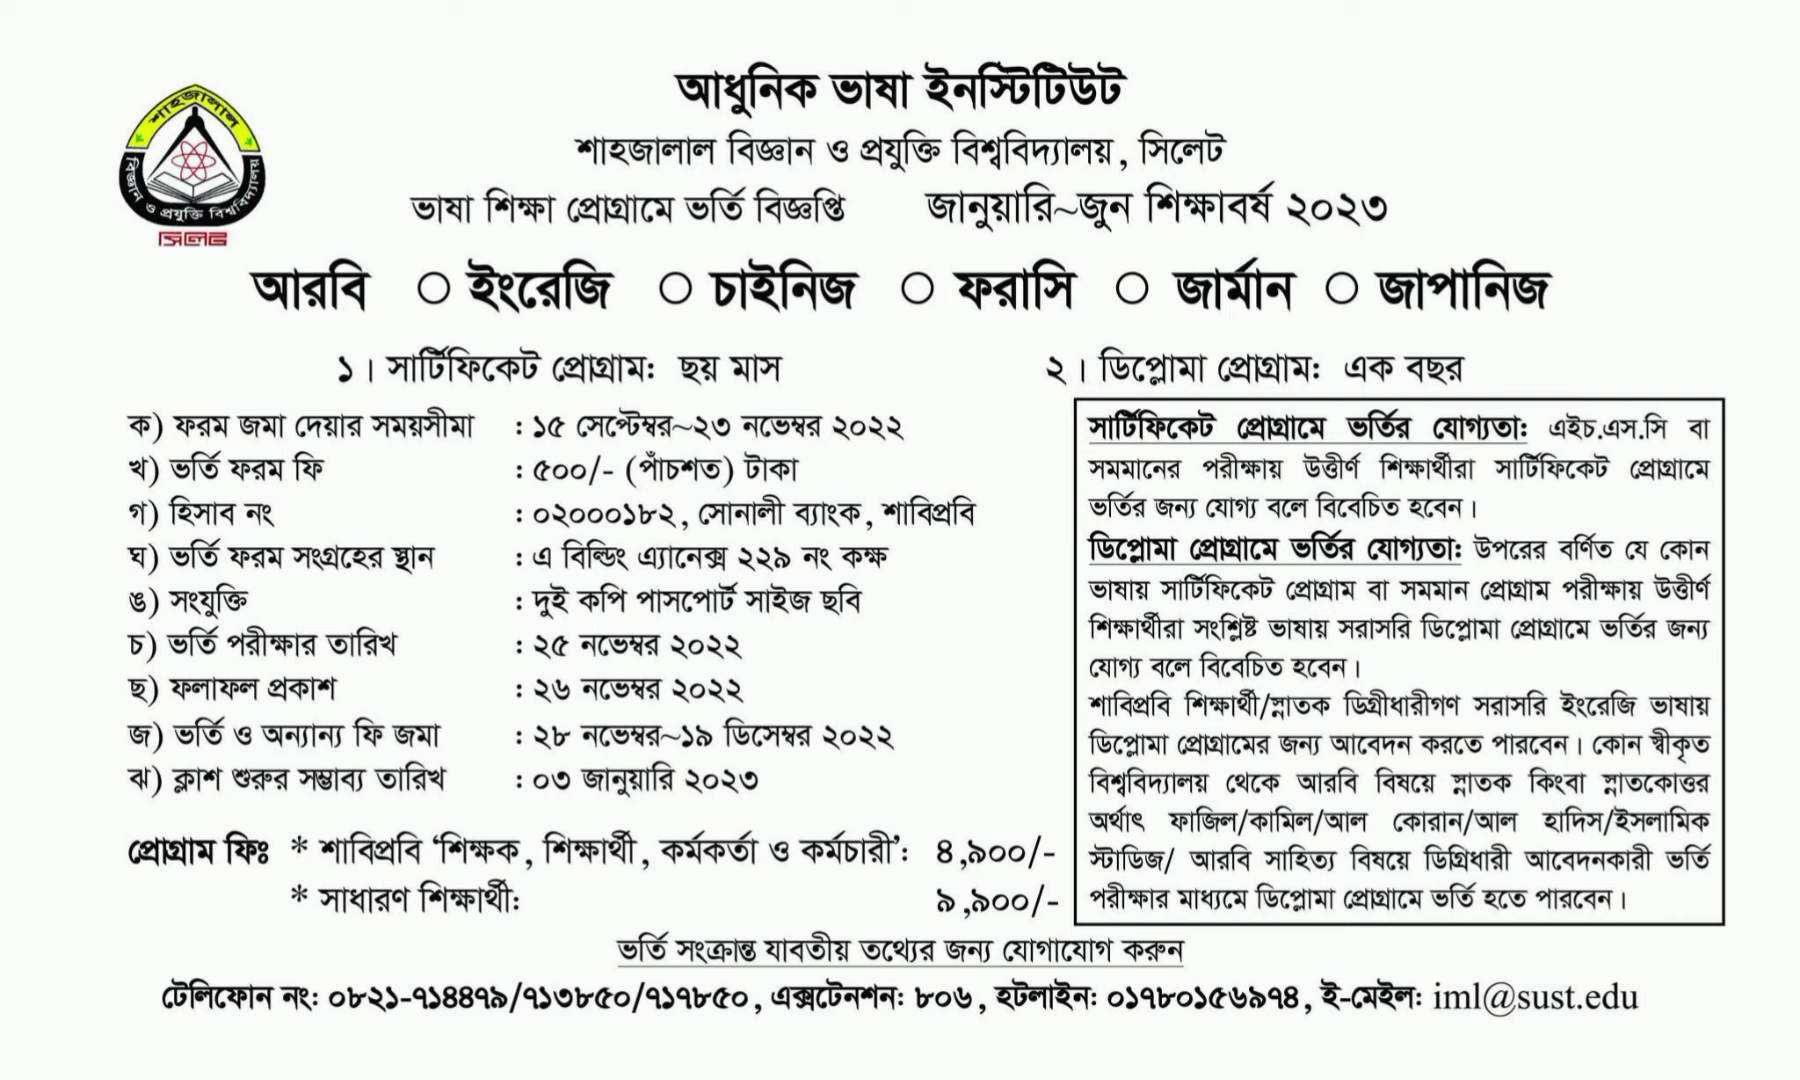 আধুনিক ভাষা ইনস্টিটিউট
শাহজালাল বিজ্ঞান ও প্রযুক্তি বিশ্ববিদ্যালয়, সিলেট
শাহজালাল
বিজ্ঞান ও প্রযুক্তি বিশ্ববিদ্যালয়
সিলেট
ভাষা শিক্ষা প্রোগ্রামে ভর্তি বিজ্ঞপ্তি জানুয়ারি~জুন শিক্ষাবর্ষ ২০২৩
আরবি ○ ইংরেজি ○ চাইনিজ ○ ফরাসি ○ জার্মান ○ জাপানিজ
১। সার্টিফিকেট প্রোগ্রাম: ছয় মাস
২। ডিপ্লোমা প্রোগ্রাম: এক বছর
ক) ফরম জমা দেয়ার সময়সীমা : ১৫ সেপ্টেম্বর~২৩ নভেম্বর ২০২২
খ) ভর্তি ফরম ফি : ৫০০/- (পাঁচশত) টাকা
গ) হিসাব নং : ০২০০০১৮২, সোনালী ব্যাংক, শাবিপ্রবি
ঘ) ভর্তি ফরম সংগ্রহের স্থান : এ বিল্ডিং এ্যানেক্স ২২৯ নং কক্ষ
ঙ) সংযুক্তি : দুই কপি পাসপোর্ট সাইজ ছবি
চ) ভর্তি পরীক্ষার তারিখ : ২৫ নভেম্বর ২০২২
ছ) ফলাফল প্রকাশ : ২৬ নভেম্বর ২০২২
জ) ভর্তি ও অন্যান্য ফি জমা : ২৮ নভেম্বর~১৯ ডিসেম্বর ২০২২
ঝ) ক্লাশ শুরুর সম্ভাব্য তারিখ : ০৩ জানুয়ারি ২০২৩
প্রোগ্রাম ফিঃ * শাবিপ্রবি ‘শিক্ষক, শিক্ষার্থী, কর্মকর্তা ও কর্মচারী’: ৪,৯০০/-
* সাধারণ শিক্ষার্থী: ৯,৯০০/-
সার্টিফিকেট প্রোগ্রামে ভর্তির যোগ্যতা: এইচ.এস.সি বা
সমমানের পরীক্ষায় উত্তীর্ণ শিক্ষার্থীরা সার্টিফিকেট প্রোগ্রামে
ভর্তির জন্য যোগ্য বলে বিবেচিত হবেন।
ডিপ্লোমা প্রোগ্রামে ভর্তির যোগ্যতা: উপরের বর্ণিত যে কোন
ভাষায় সার্টিফিকেট প্রোগ্রাম বা সমমান প্রোগ্রাম পরীক্ষায় উত্তীর্ণ
শিক্ষার্থীরা সংশ্লিষ্ট ভাষায় সরাসরি ডিপ্লোমা প্রোগ্রামে ভর্তির জন্য
যোগ্য বলে বিবেচিত হবেন।
শাবিপ্রবি শিক্ষার্থী/স্নাতক ডিগ্রীধারীগণ সরাসরি ইংরেজি ভাষায়
ডিপ্লোমা প্রোগ্রামের জন্য আবেদন করতে পারবেন। কোন স্বীকৃত
বিশ্ববিদ্যালয় থেকে আরবি বিষয়ে স্নাতক কিংবা স্নাতকোত্তর
অর্থাৎ ফাজিল/কামিল/আল কোরান/আল হাদিস/ইসলামিক
স্টাডিজ/ আরবি সাহিত্য বিষয়ে ডিগ্রিধারী আবেদনকারী ভর্তি
পরীক্ষার মাধ্যমে ডিপ্লোমা প্রোগ্রামে ভর্তি হতে পারবেন।
ভর্তি সংক্রান্ত যাবতীয় তথ্যের জন্য যোগাযোগ করুন
টেলিফোন নং: ০৮২১-৭১৪৪৭৯/৭১৩৮৫০/৭১৭৮৫০, এক্সটেনশন: ৮০৬, হটলাইন: ০১৭৮০১৫৬৯৭৪, ই-মেইল: iml@sust.edu